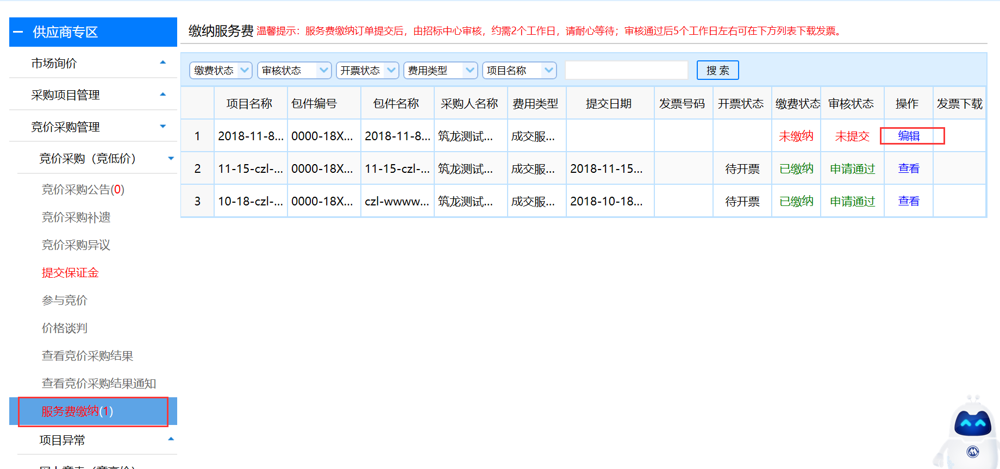 供应商专区
市场询价
采购项目管理
竞价采购管理
竞价采购（竞低价）
竞价采购公告(0)
竞价采购补遗
竞价采购异议
提交保证金
参与竞价
价格谈判
查看竞价采购结果
查看竞价采购结果通知
服务费缴纳(1)
项目异常
缴纳服务费 温馨提示：服务费缴纳订单提交后，由招标中心审核，约需2个工作日，请耐心等待；审核通过后5个工作日左右可在下方列表下载发票。
缴费状态 审核状态 开票状态 费用类型 项目名称 搜 索
项目名称 包件编号 包件名称 采购人名称 费用类型 提交日期 发票号码 开票状态 缴费状态 审核状态 操作 发票下载
1 2018-11-8... 0000-18X... 2018-11-8... 筑龙测试... 成交服... 未缴纳 未提交 编辑
2 11-15-czl-... 0000-18X... 11-15-czl-... 筑龙测试... 成交服... 2018-11-15... 待开票 已缴纳 申请通过 查看
3 10-18-czl-... 0000-18X... czl-wwww... 筑龙测试... 成交服... 2018-10-18... 待开票 已缴纳 申请通过 查看